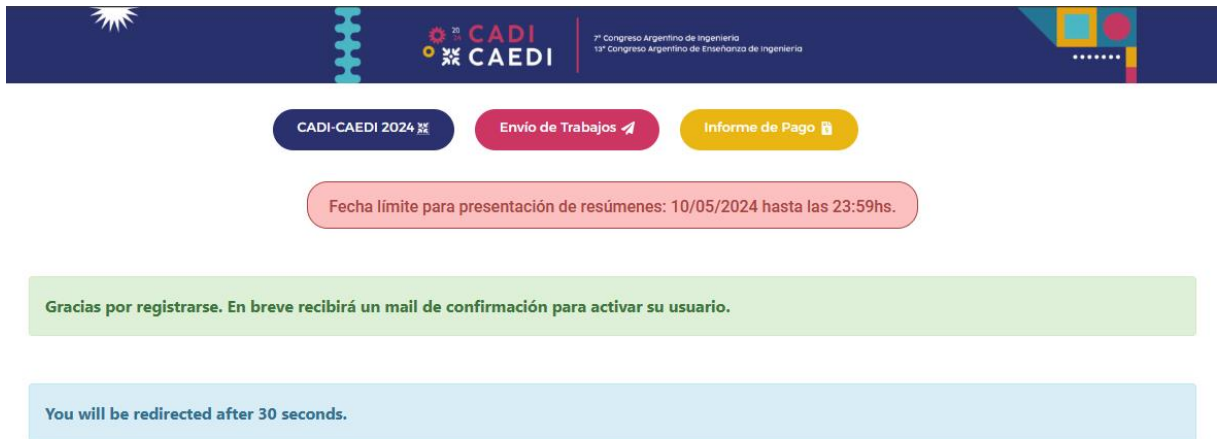 20
24
CADI
CAEDI
7° Congreso Argentino de Ingeniería
13° Congreso Argentino de Enseñanza de Ingeniería
CADI-CAEDI 2024
Envío de Trabajos
Informe de Pago
Fecha límite para presentación de resúmenes: 10/05/2024 hasta las 23:59hs.
Gracias por registrarse. En breve recibirá un mail de confirmación para activar su usuario.
You will be redirected after 30 seconds.